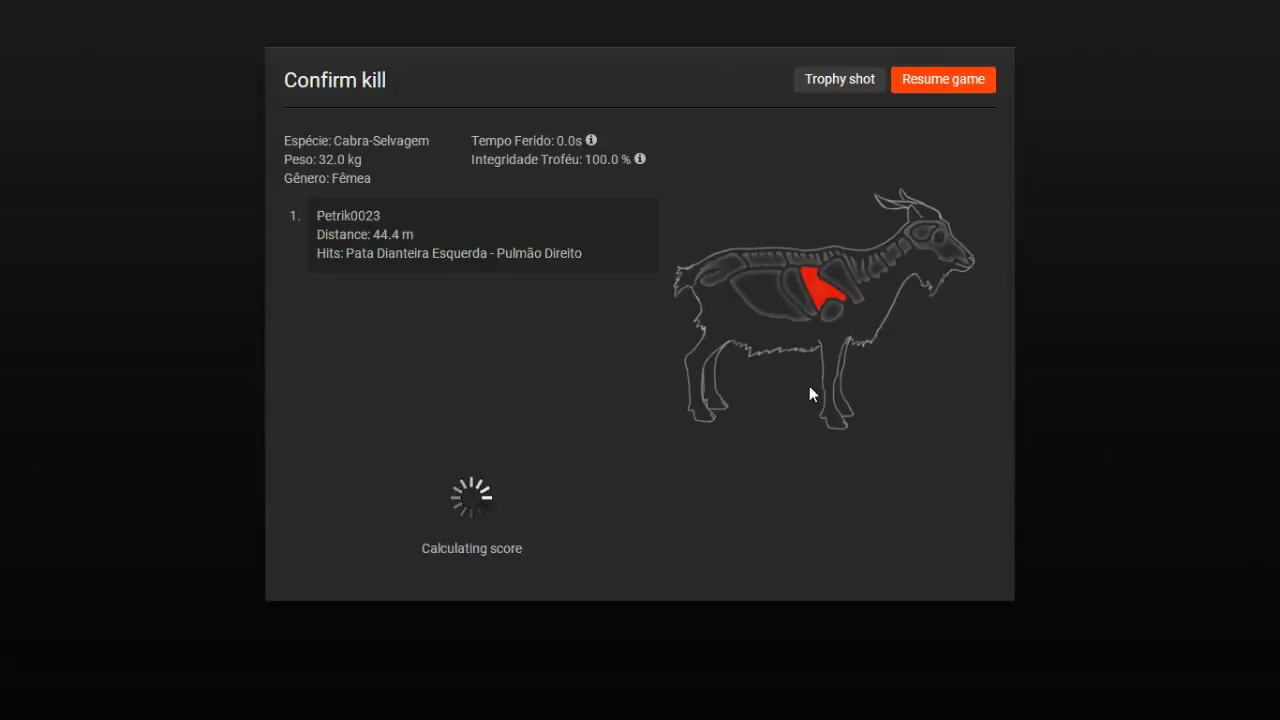 Confirm kill
Trophy shot
Resume game
Espécie: Cabra-Selvagem
Peso: 32.0 kg
Gênero: Fêmea
Tempo Ferido: 0.0s
Integridade Troféu: 100.0 %
1. Petrik0023
Distance: 44.4 m
Hits: Pata Dianteira Esquerda - Pulmão Direito
Calculating score